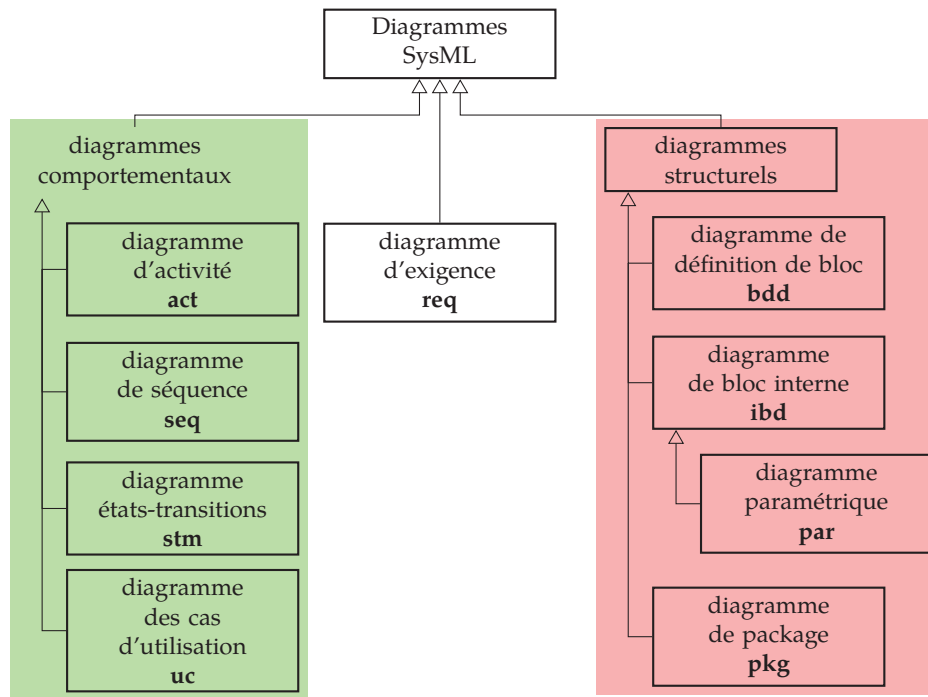 Diagrammes
SysML
diagrammes
comportementaux
diagramme
d'activité
act
diagramme
de séquence
seq
diagramme
états-transitions
stm
diagramme
des cas
d'utilisation
uc
diagramme
d'exigence
req
diagrammes
structurels
diagramme de
définition de bloc
bdd
diagramme
de bloc interne
ibd
diagramme
paramétrique
par
diagramme
de package
pkg